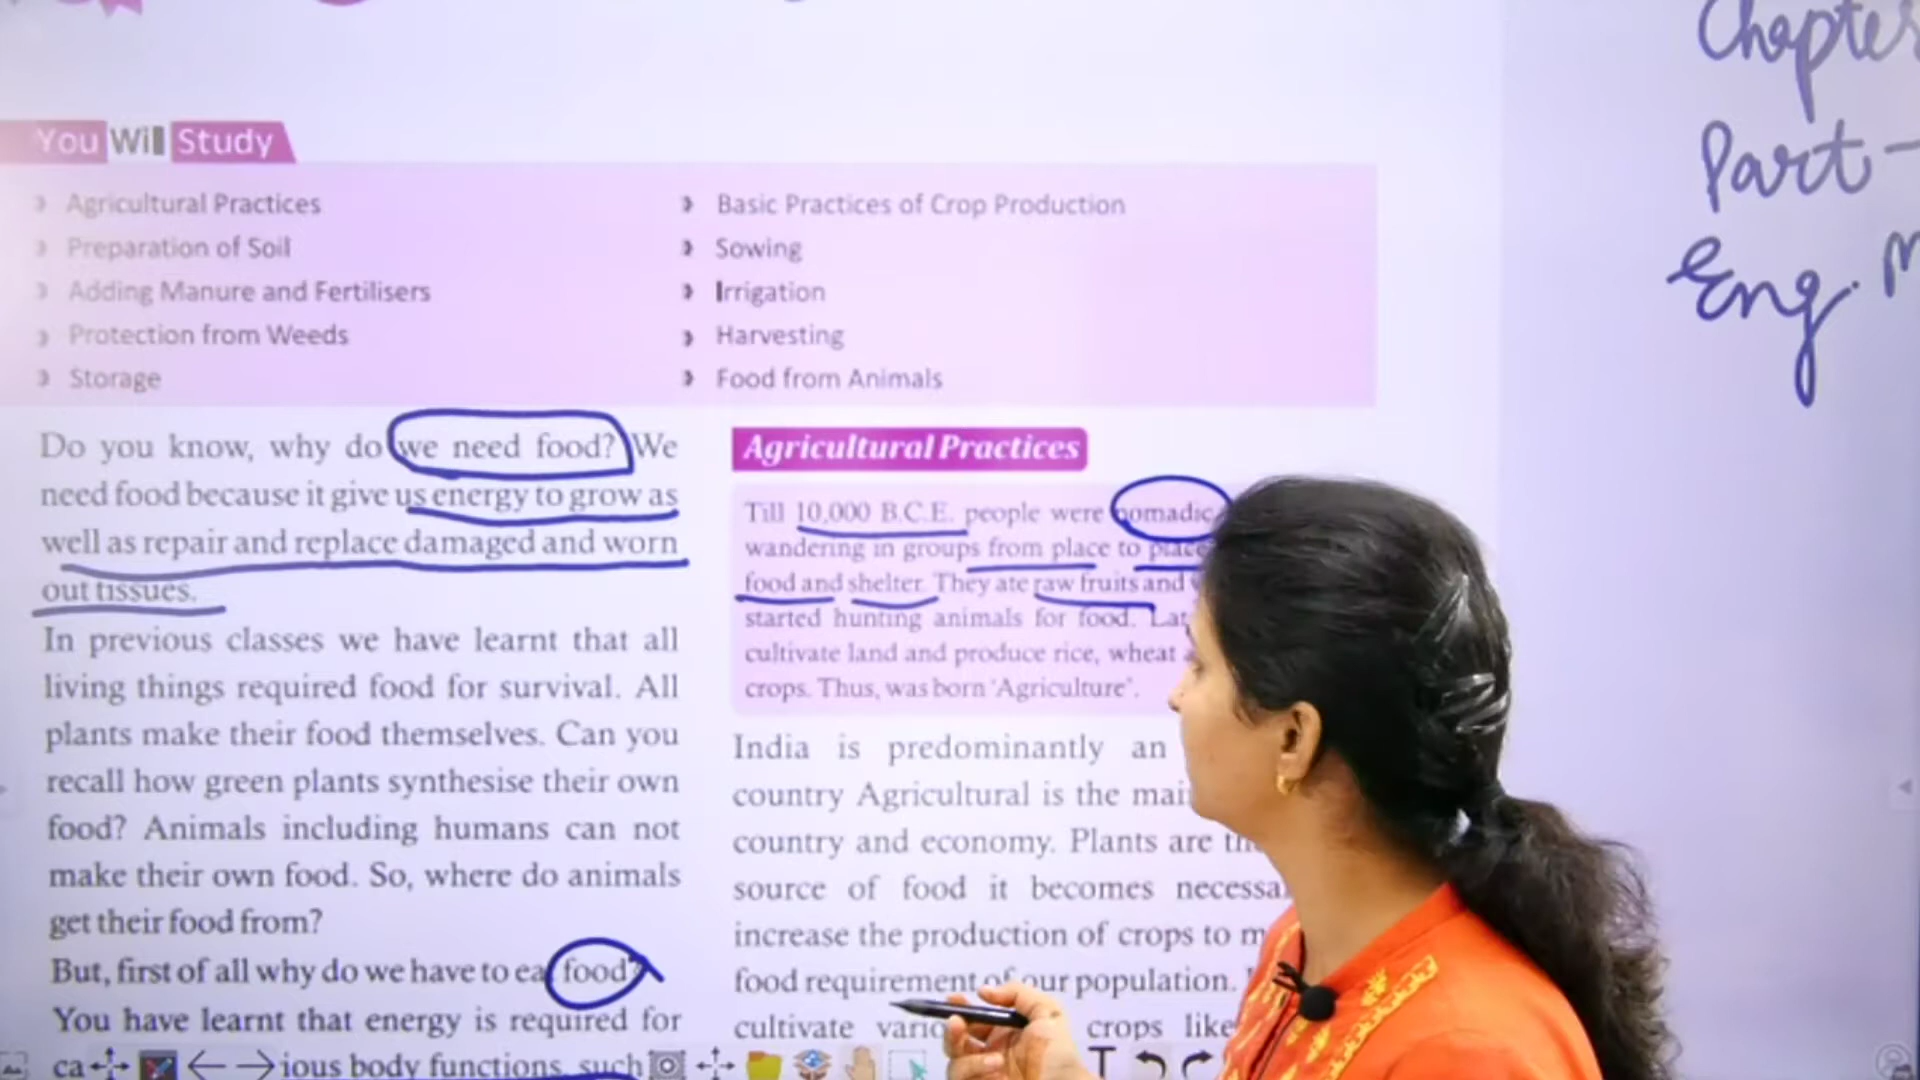 Chapter
Part-
Eng. M
You Will Study
Agricultural Practices
Preparation of Soil
Adding Manure and Fertilisers
Protection from Weeds
Storage
Basic Practices of Crop Production
Sowing
Irrigation
Harvesting
Food from Animals
Do you know, why do we need food? We
need food because it give us energy to grow as
well as repair and replace damaged and worn
out tissues.
In previous classes we have learnt that all
living things required food for survival. All
plants make their food themselves. Can you
recall how green plants synthesise their own
food? Animals including humans can not
make their own food. So, where do animals
get their food from?
But, first of all why do we have to ea food?
You have learnt that energy is required for
ca ious body functions, such
Agricultural Practices
Till 10,000 B.C.E. people were nomadic
wandering in groups from place to place
food and shelter. They ate raw fruits and
started hunting animals for food. Lat
cultivate land and produce rice, wheat
crops. Thus, was born 'Agriculture'.
India is predominantly an
country Agricultural is the mai
country and economy. Plants are th
source of food it becomes necessa
increase the production of crops to m
food requirement of our population.
cultivate vario crops like
T